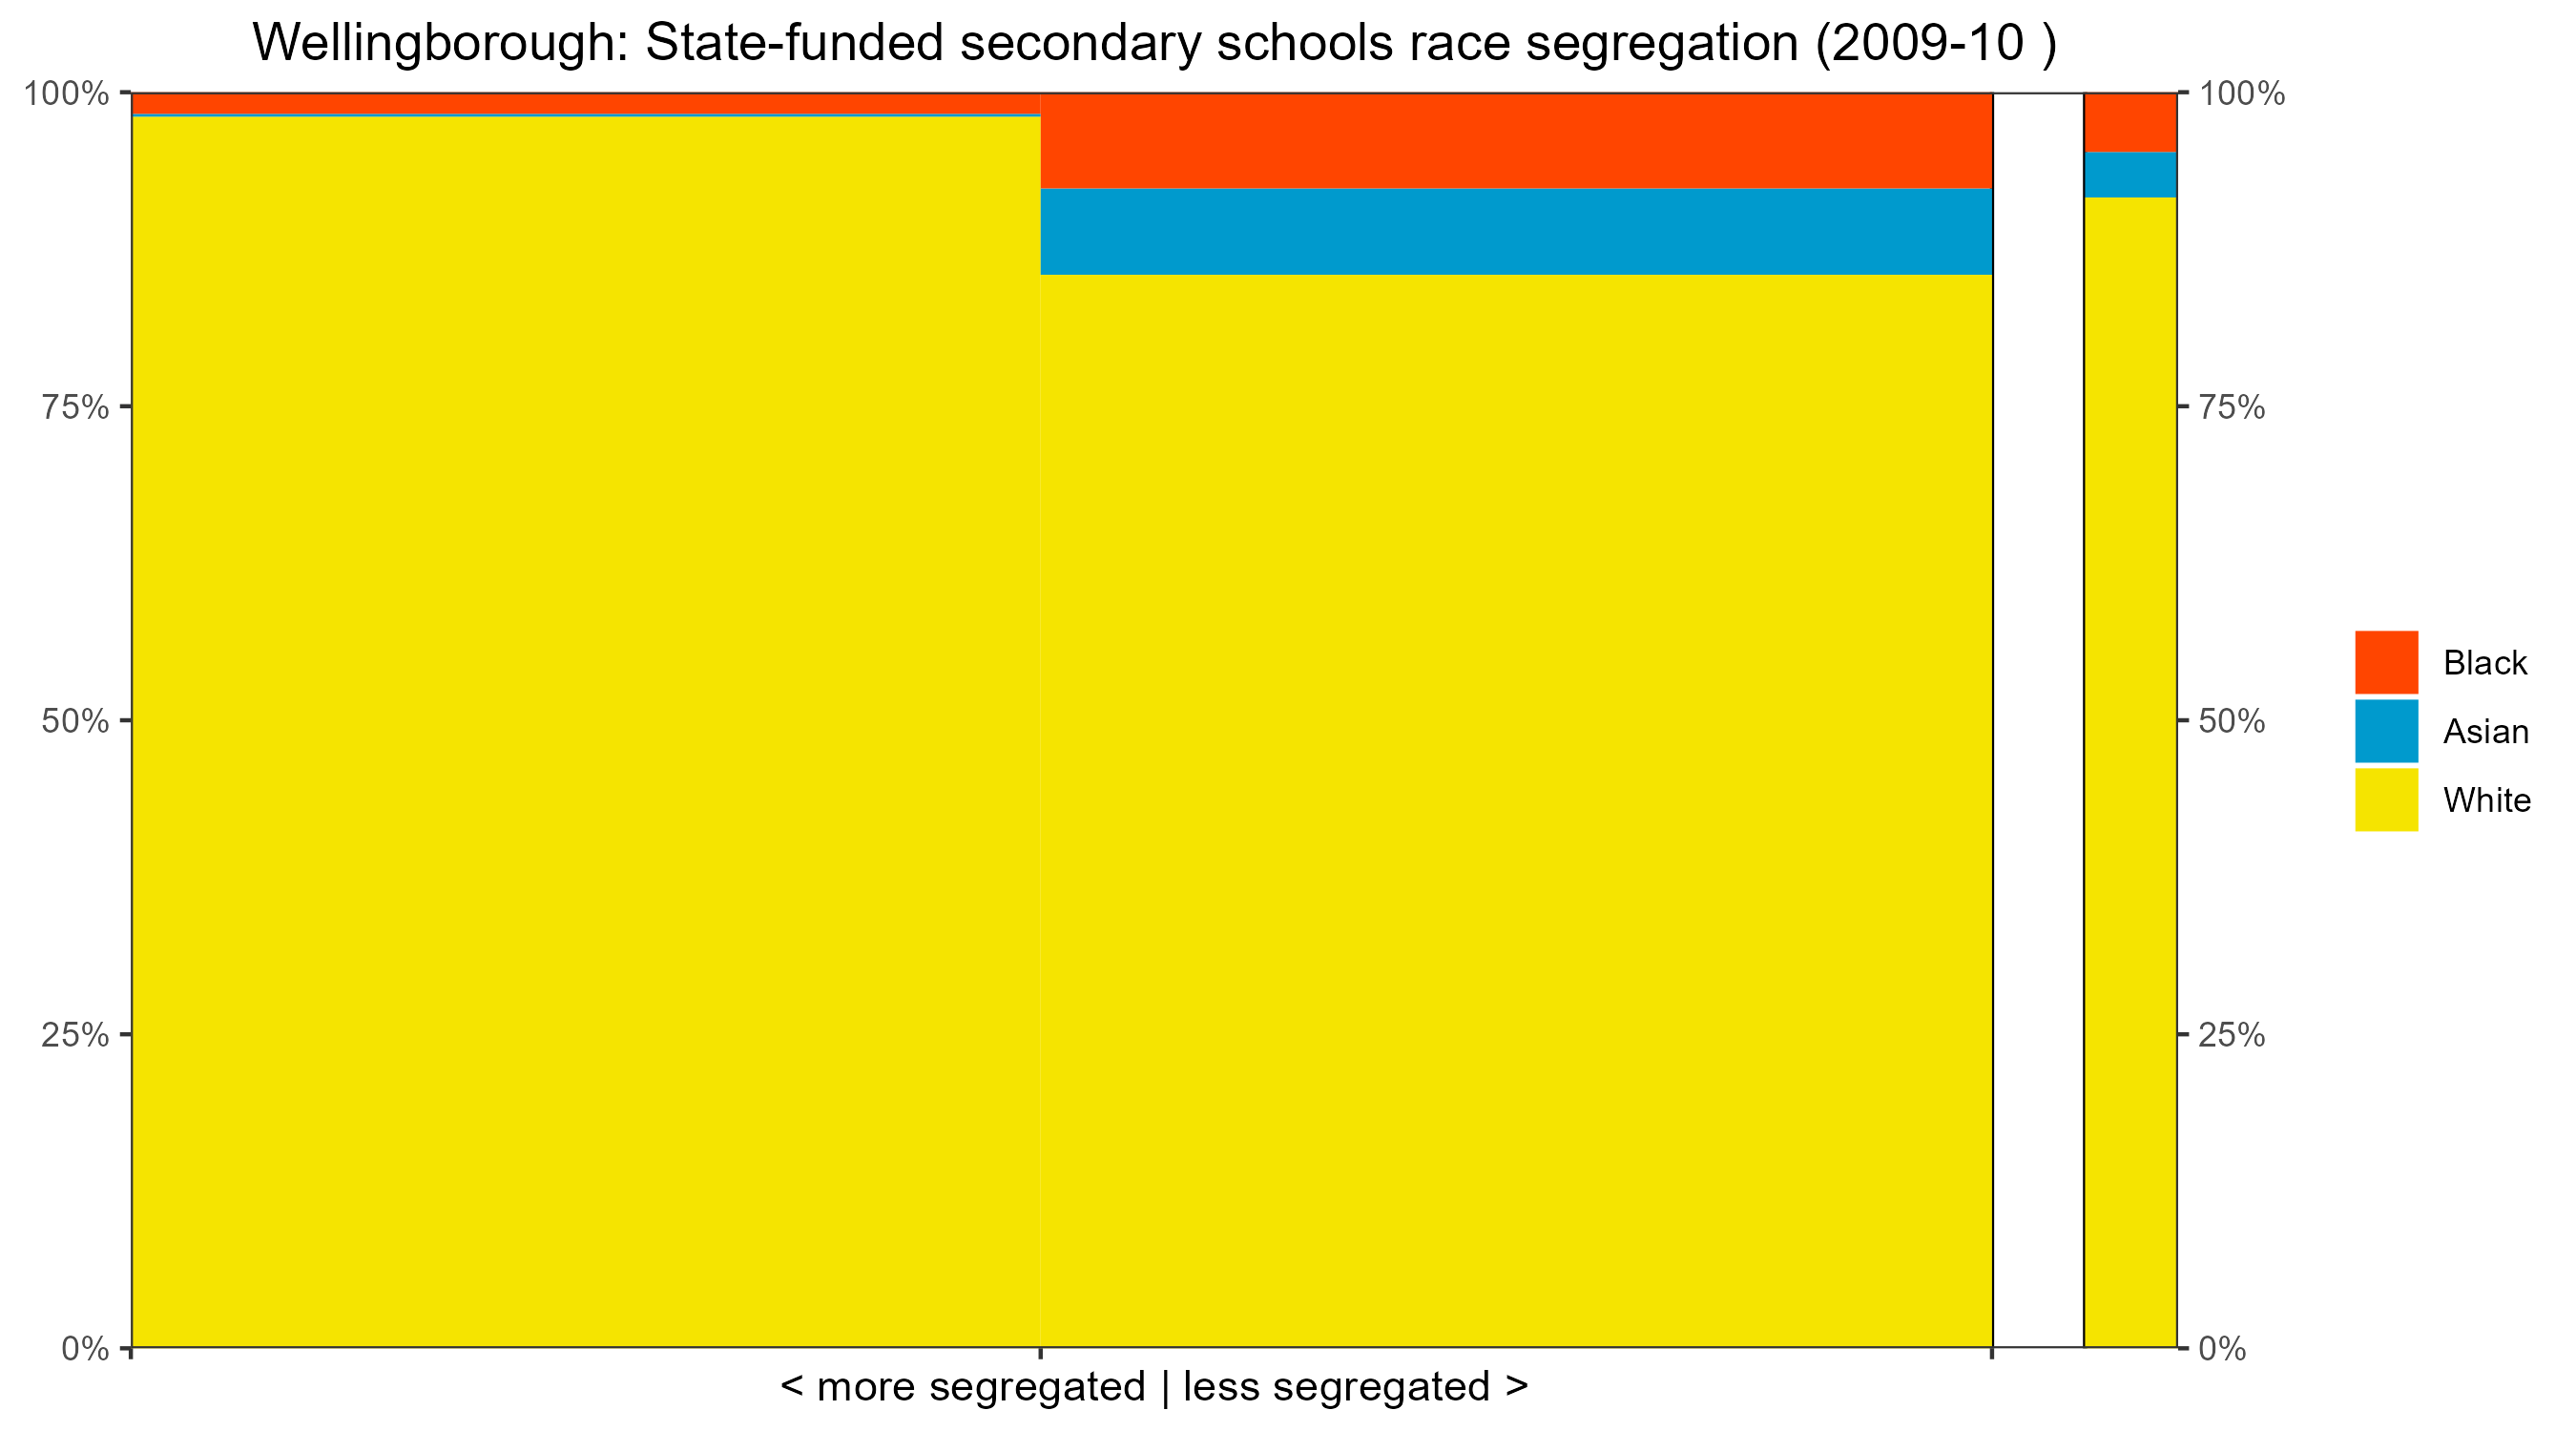 Wellingborough: State-funded secondary schools race segregation (2009-10 )
100%
75%
50%
25%
0%
100%
75%
50%
25%
0%
Black
Asian
White
< more segregated | less segregated >